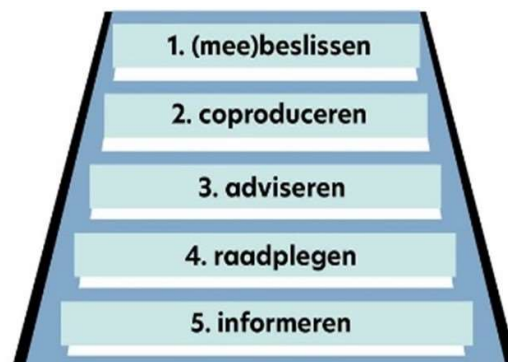 1. (mee)beslissen
2. coproduceren
3. adviseren
4. raadplegen
5. informeren